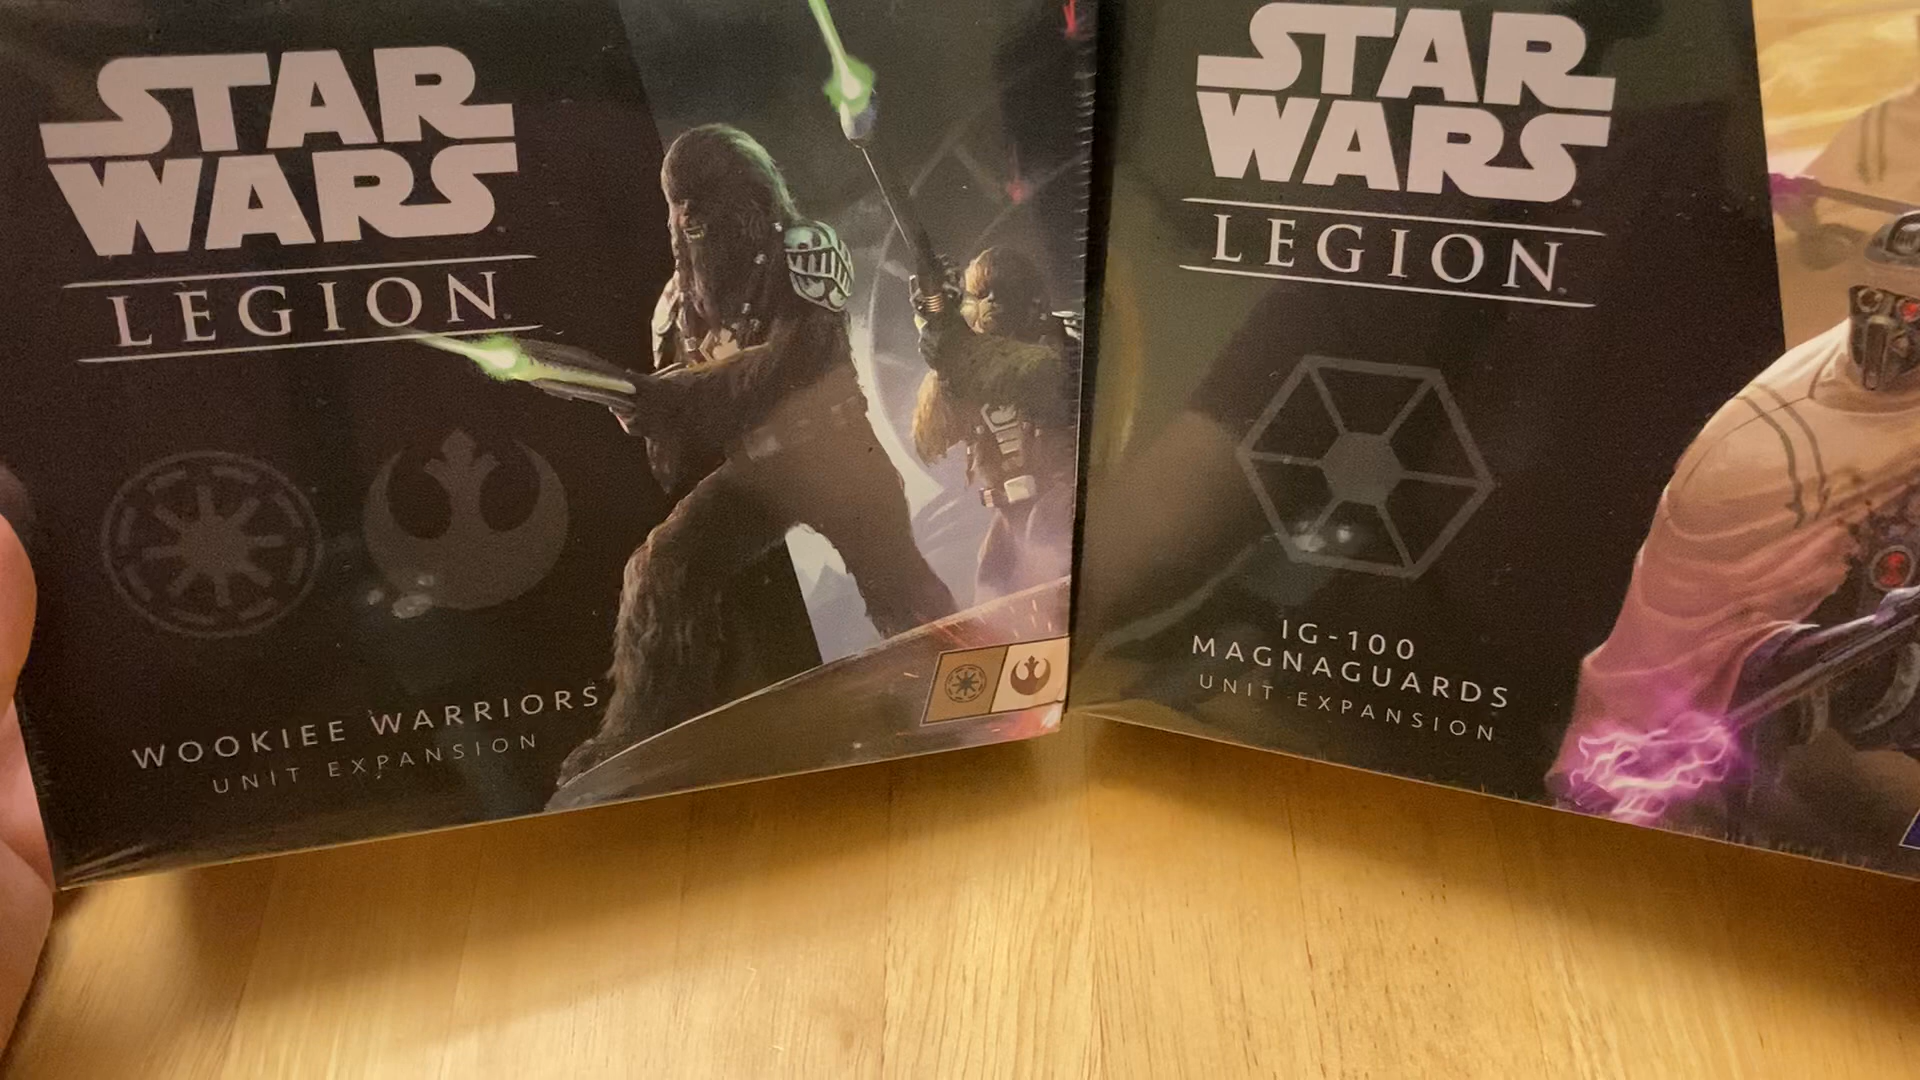 STAR
WARS
LEGION
WOOKIEE WARRIORS
UNIT EXPANSION
STAR
WARS
LEGION
IG-100
MAGNAGUARDS
UNIT EXPANSION